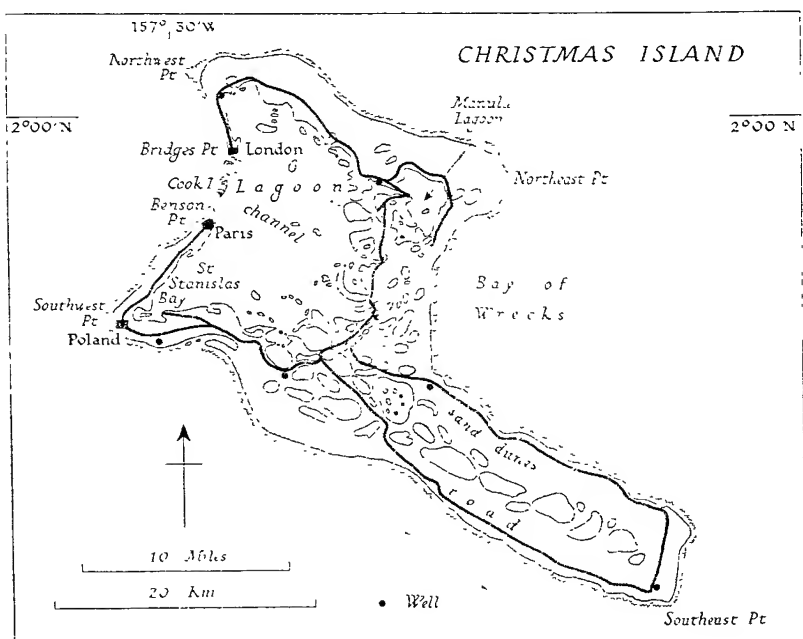 157°30'W
CHRISTMAS ISLAND
Northwest
Pt
Manulu
Lagoon
2°00'N
2°00'N
Bridges Pt
London
Northeast Pt
Cook I
Lagoon
Benson
Pt
channel
Paris
St
Stanislas
Bay
Bay of
Wrecks
Southwest
Pt
Poland
sand dunes
road
10 Miles
20 Km
Well
Southeast Pt